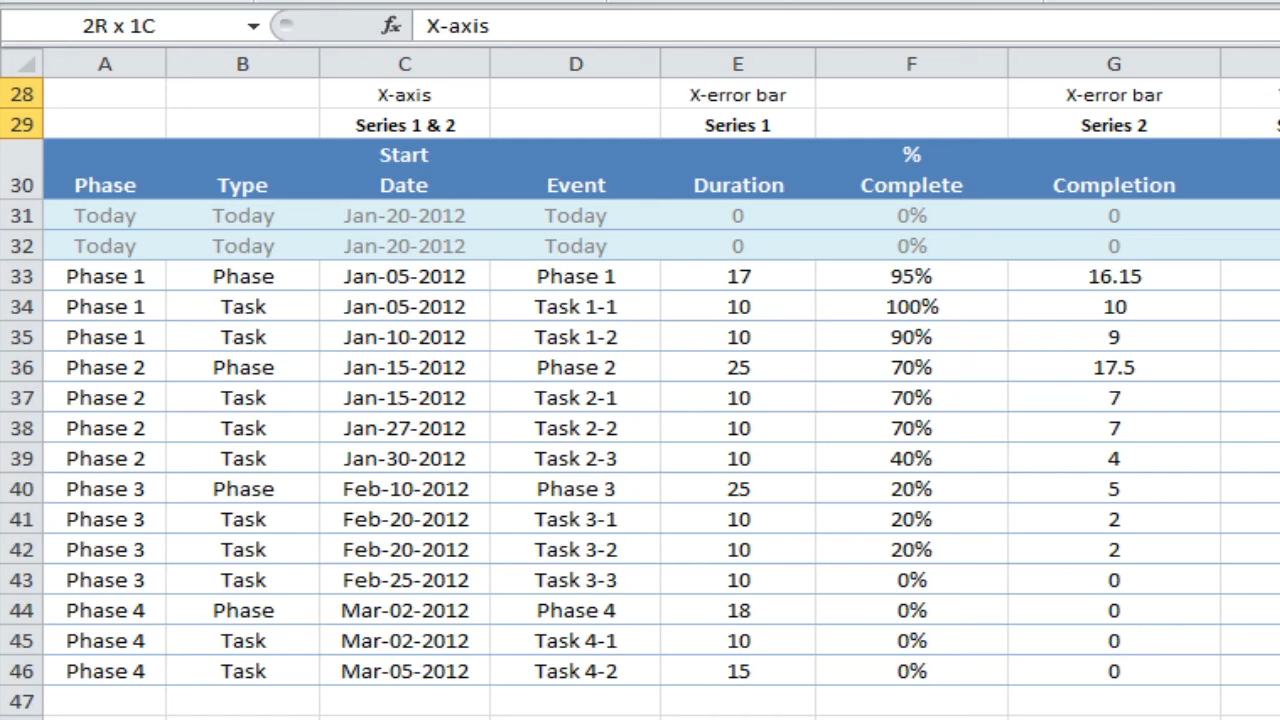 2R x 1C fx X-axis
A B C D E F G
28 X-axis X-error bar X-error bar
29 Series 1 & 2 Series 1 Series 2
Start %
30 Phase Type Date Event Duration Complete Completion
31 Today Today Jan-20-2012 Today 0 0% 0
32 Today Today Jan-20-2012 Today 0 0% 0
33 Phase 1 Phase Jan-05-2012 Phase 1 17 95% 16.15
34 Phase 1 Task Jan-05-2012 Task 1-1 10 100% 10
35 Phase 1 Task Jan-10-2012 Task 1-2 10 90% 9
36 Phase 2 Phase Jan-15-2012 Phase 2 25 70% 17.5
37 Phase 2 Task Jan-15-2012 Task 2-1 10 70% 7
38 Phase 2 Task Jan-27-2012 Task 2-2 10 70% 7
39 Phase 2 Task Jan-30-2012 Task 2-3 10 40% 4
40 Phase 3 Phase Feb-10-2012 Phase 3 25 20% 5
41 Phase 3 Task Feb-20-2012 Task 3-1 10 20% 2
42 Phase 3 Task Feb-20-2012 Task 3-2 10 20% 2
43 Phase 3 Task Feb-25-2012 Task 3-3 10 0% 0
44 Phase 4 Phase Mar-02-2012 Phase 4 18 0% 0
45 Phase 4 Task Mar-02-2012 Task 4-1 10 0% 0
46 Phase 4 Task Mar-05-2012 Task 4-2 15 0% 0
47